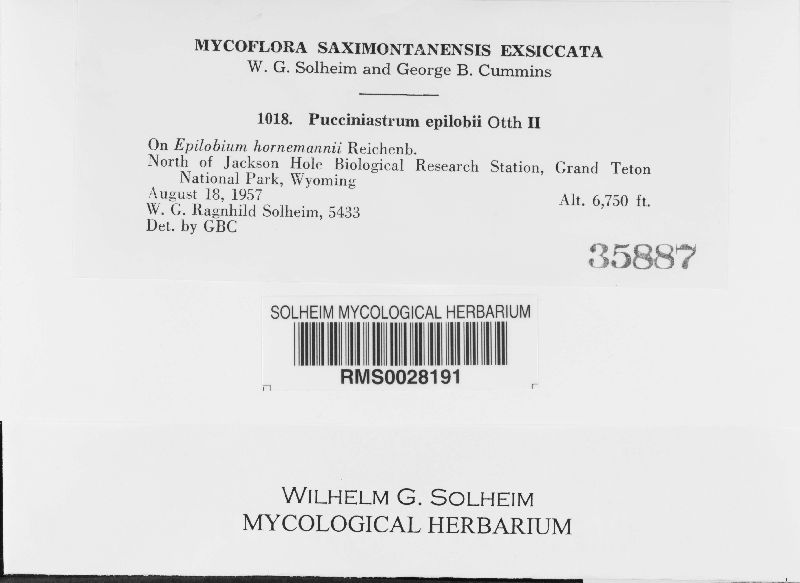 MYCOFLORA SAXIMONTANENSIS EXSICCATA
W. G. Solheim and George B. Cummins
1018. Pucciniastrum epilobii Otth II
On Epilobium hornemannii Reichenb.
North of Jackson Hole Biological Research Station, Grand Teton
National Park, Wyoming
August 18, 1957 Alt. 6,750 ft.
W. G. Ragnhild Solheim, 5433
Det. by GBC
35887
SOLHEIM MYCOLOGICAL HERBARIUM
RMS0028191
WILHELM G. SOLHEIM
MYCOLOGICAL HERBARIUM